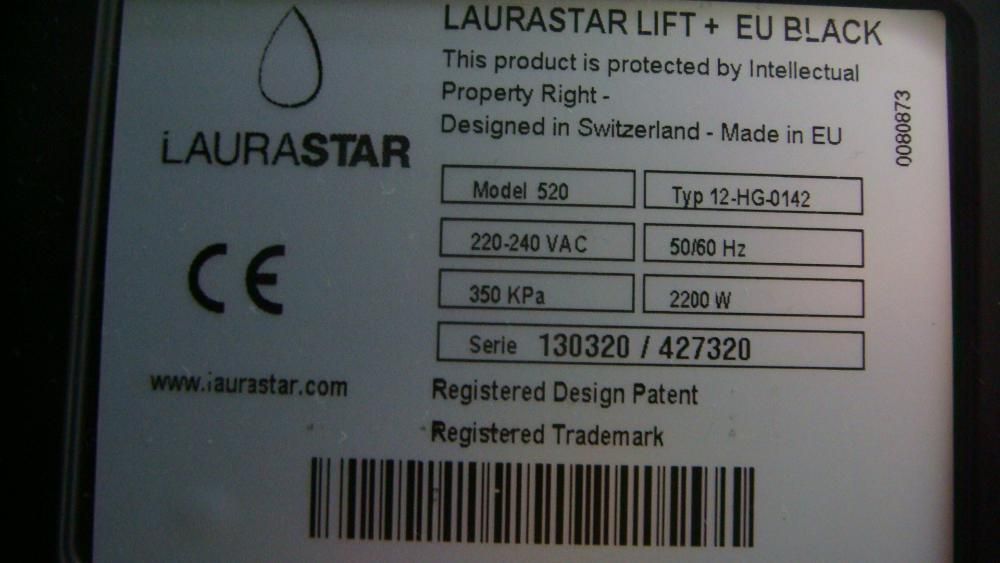 LAURASTAR LIFT + EU BLACK
This product is protected by Intellectual
Property Right -
Designed in Switzerland - Made in EU
0080873
LAURASTAR
Model 520
Typ 12-HG-0142
220-240 VAC
50/60 Hz
350 KPa
2200 W
Serie 130320 / 427320
CE
www.laurastar.com
Registered Design Patent
Registered Trademark